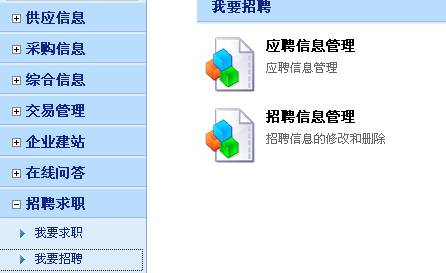 供应信息
采购信息
综合信息
交易管理
企业建站
在线问答
招聘求职
我要求职
我要招聘
我要招聘
应聘信息管理
应聘信息管理
招聘信息管理
招聘信息的修改和删除